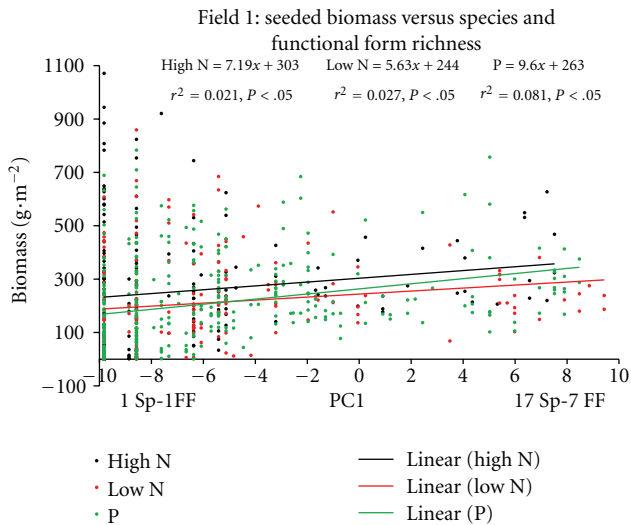 Field 1: seeded biomass versus species and
functional form richness
High N = 7.19x + 303 Low N = 5.63x + 244 P = 9.6x + 263
r² = 0.021, P < .05 r² = 0.027, P < .05 r² = 0.081, P < .05
Biomass (g·m⁻²)
1100
900
700
500
300
100
−100
−10 −8 −6 −4 −2 0 2 4 6 8 10
1 Sp-1FF PC1 17 Sp-7 FF
High N Linear (high N)
Low N Linear (low N)
P Linear (P)